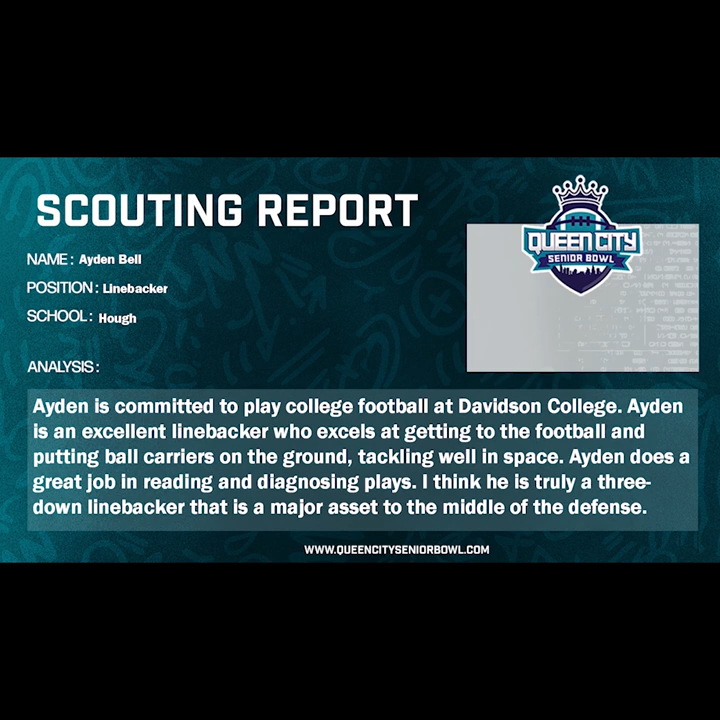 SCOUTING REPORT
QUEEN CITY
SENIOR BOWL
NAME: Ayden Bell
POSITION: Linebacker
SCHOOL: Hough
ANALYSIS:
Ayden is committed to play college football at Davidson College. Ayden
is an excellent linebacker who excels at getting to the football and
putting ball carriers on the ground, tackling well in space. Ayden does a
great job in reading and diagnosing plays. I think he is truly a three-
down linebacker that is a major asset to the middle of the defense.
WWW.QUEENCITYSENIORBOWL.COM